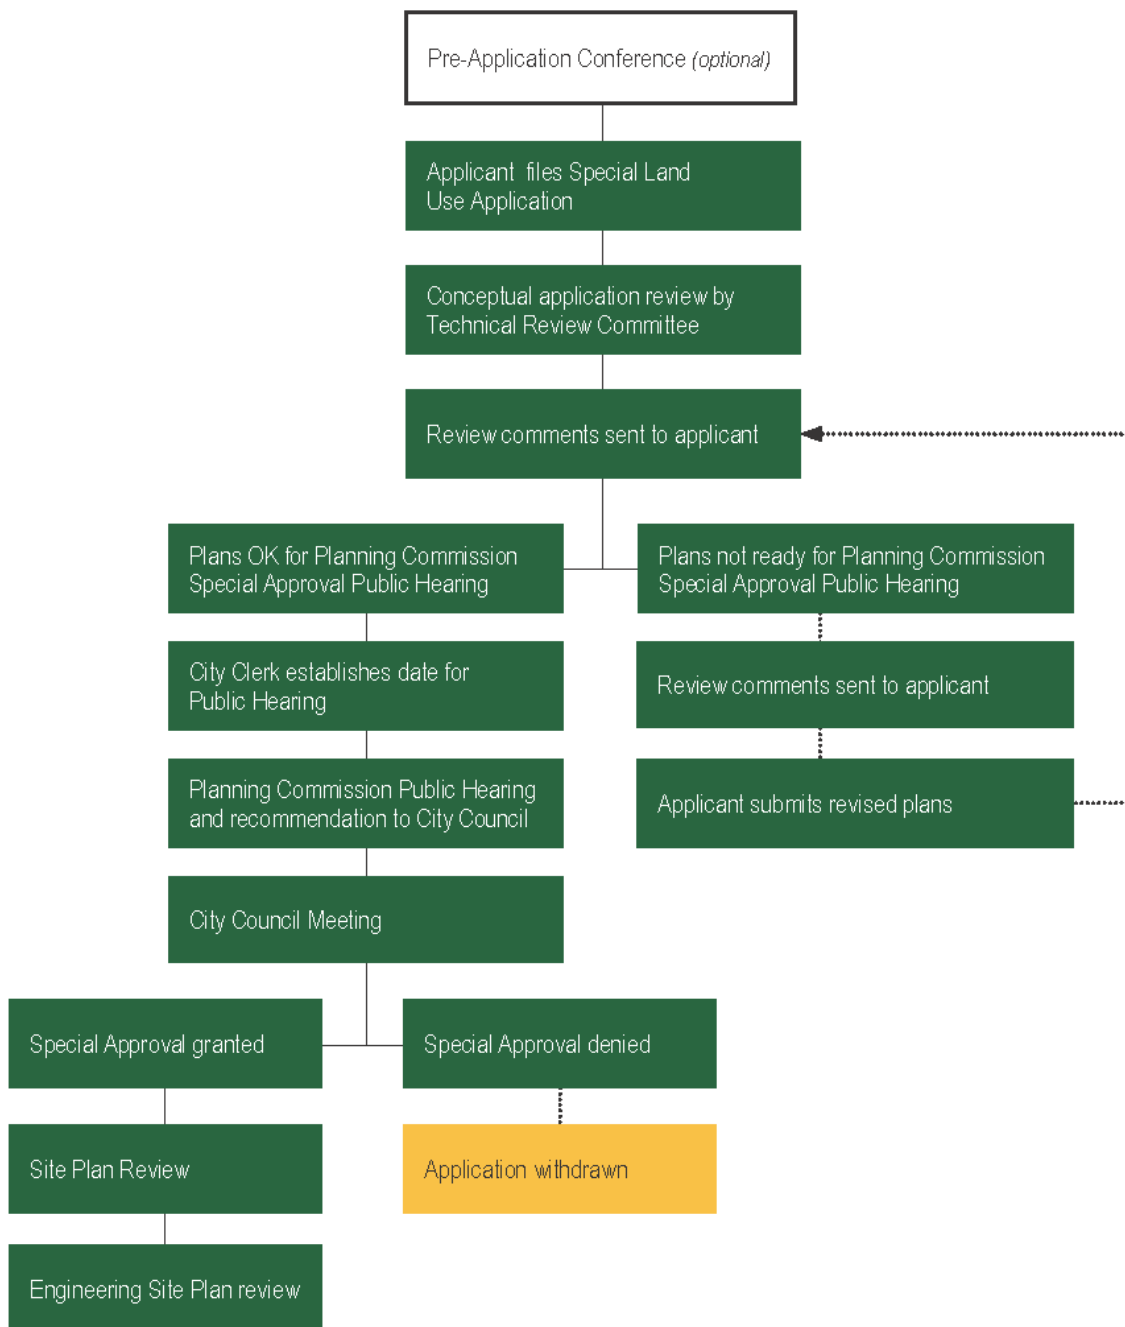 Pre-Application Conference (optional)
Applicant files Special Land
Use Application
Conceptual application review by
Technical Review Committee
Review comments sent to applicant
Plans OK for Planning Commission
Special Approval Public Hearing
Plans not ready for Planning Commission
Special Approval Public Hearing
City Clerk establishes date for
Public Hearing
Review comments sent to applicant
Planning Commission Public Hearing
and recommendation to City Council
Applicant submits revised plans
City Council Meeting
Special Approval granted
Special Approval denied
Site Plan Review
Application withdrawn
Engineering Site Plan review